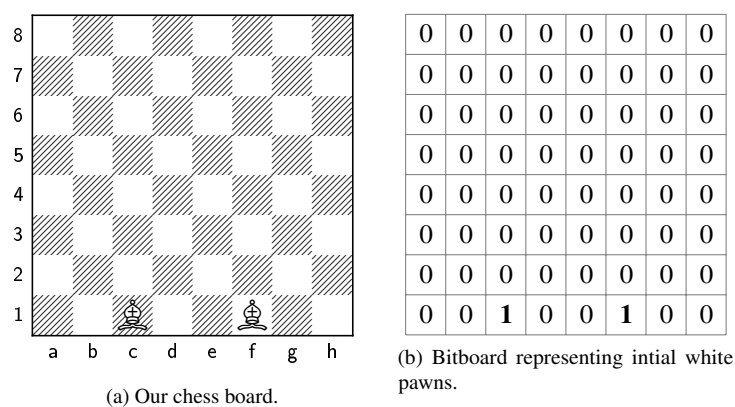 8
7
6
5
4
3
2
1
a b c d e f g h
(a) Our chess board.
0 0 0 0 0 0 0 0
0 0 0 0 0 0 0 0
0 0 0 0 0 0 0 0
0 0 0 0 0 0 0 0
0 0 0 0 0 0 0 0
0 0 0 0 0 0 0 0
0 0 0 0 0 0 0 0
0 0 1 0 0 1 0 0
(b) Bitboard representing intial white
pawns.